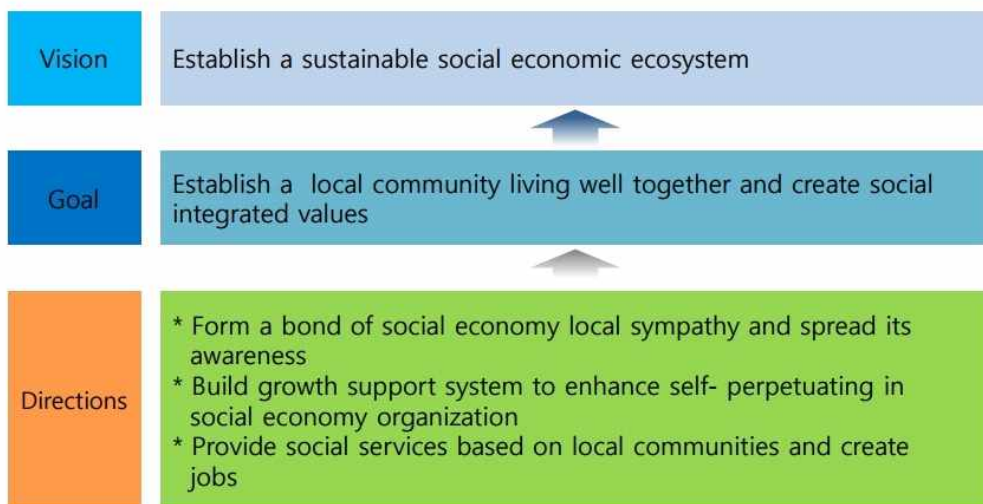 Vision
Establish a sustainable social economic ecosystem
Goal
Establish a  local community living well together and create social
integrated values
Directions
* Form a bond of social economy local sympathy and spread its
awareness
* Build growth support system to enhance self- perpetuating in
social economy organization
* Provide social services based on local communities and create
jobs